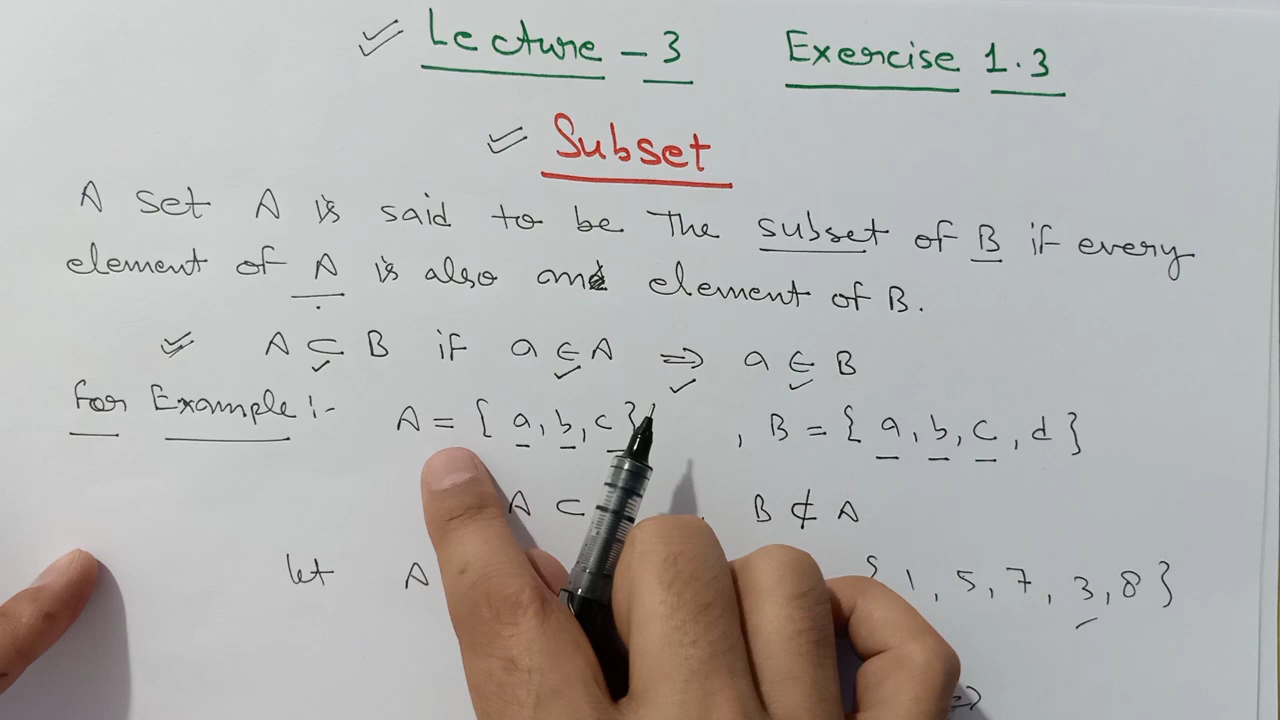 Lecture - 3 Exercise 1.3
Subset
A set A is said to be the subset of B if every
element of A is also an element of B.
A ⊂ B if a ∈ A ⇒ a ∈ B
For Example :- A = { a, b, c } , B = { a, b, c, d }
A ⊂ , B ⊄ A
let A { 1, 5, 7, 3, 8 }
⇒